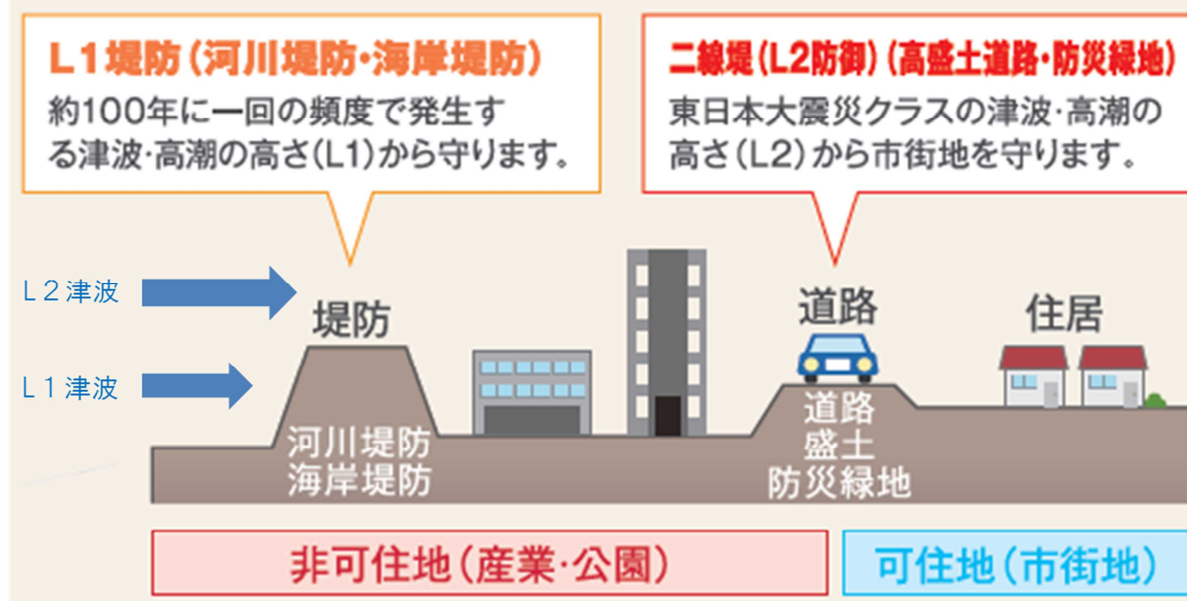 L1堤防(河川堤防・海岸堤防)
約100年に一回の頻度で発生す
る津波・高潮の高さ(L1)から守ります。
二線堤(L2防御)(高盛土道路・防災緑地)
東日本大震災クラスの津波・高潮の
高さ(L2)から市街地を守ります。
L2津波
堤防
道路
住居
L1津波
河川堤防
海岸堤防
道路
盛土
防災緑地
非可住地(産業・公園)
可住地(市街地)